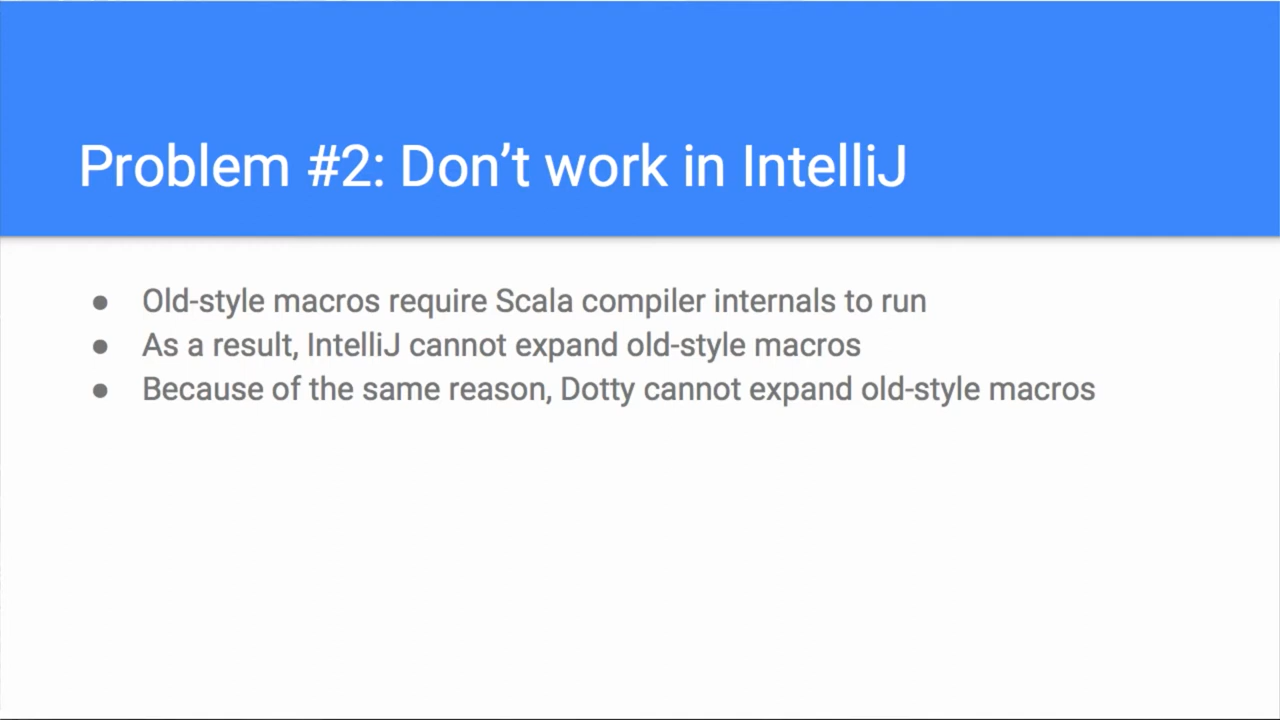 Problem #2: Don’t work in IntelliJ
● Old-style macros require Scala compiler internals to run
● As a result, IntelliJ cannot expand old-style macros
● Because of the same reason, Dotty cannot expand old-style macros